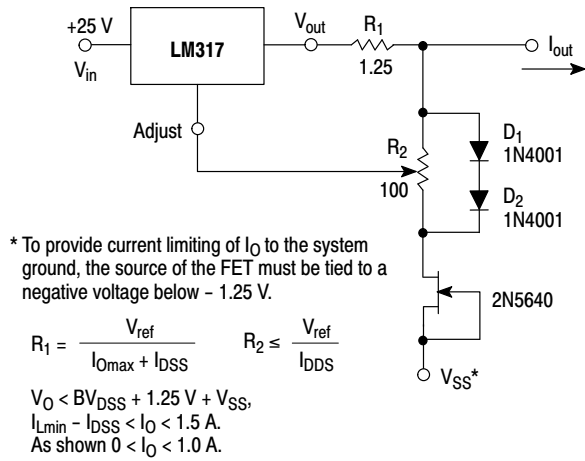 +25 V
V_in
LM317
V_out
R_1
1.25
I_out
Adjust
R_2
100
D_1
1N4001
D_2
1N4001
* To provide current limiting of I_O to the system
ground, the source of the FET must be tied to a
negative voltage below – 1.25 V.
2N5640
R_1 = V_ref / (I_Omax + I_DSS)
R_2 ≤ V_ref / I_DDS
V_SS*
V_O < BV_DSS + 1.25 V + V_SS,
I_Lmin – I_DSS < I_O < 1.5 A.
As shown 0 < I_O < 1.0 A.